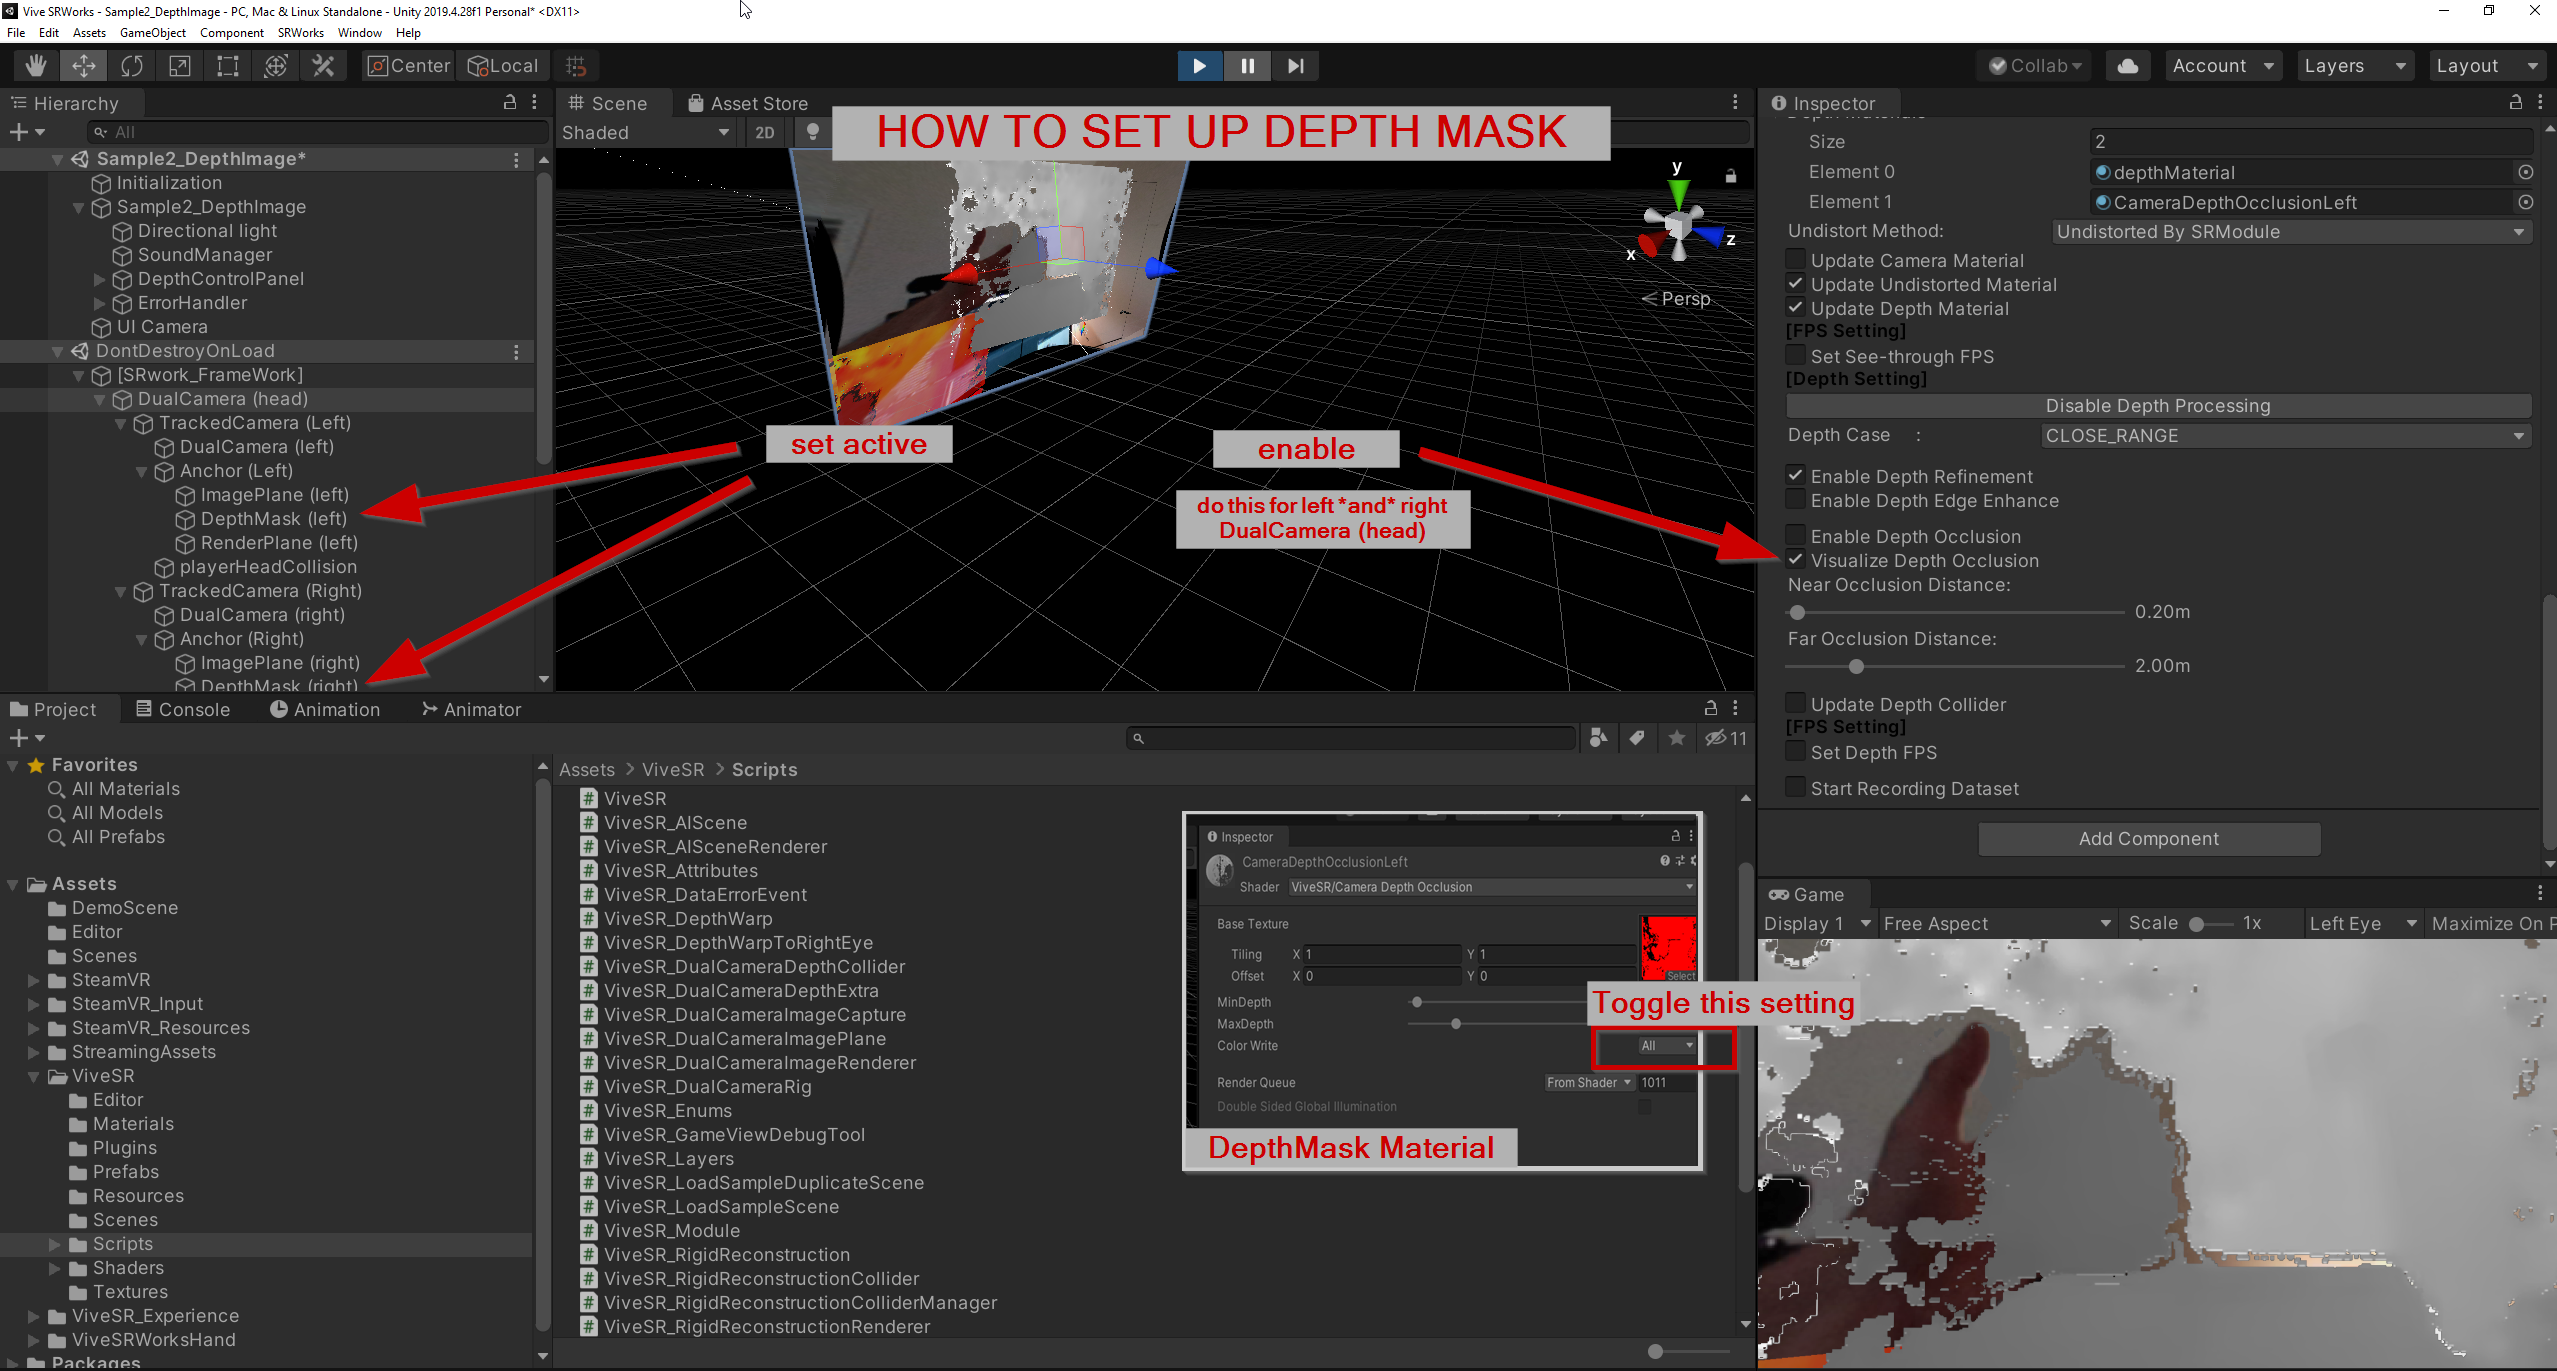 Vive SRWorks - Sample2_DepthImage - PC, Mac & Linux Standalone - Unity 2019.4.28f1 Personal* <DX11>
File Edit Assets GameObject Component SRWorks Window Help
Center Local Collab Account Layers Layout
Hierarchy
All
Sample2_DepthImage*
Initialization
Sample2_DepthImage
Directional light
SoundManager
DepthControlPanel
ErrorHandler
UI Camera
DontDestroyOnLoad
[SRwork_FrameWork]
DualCamera (head)
TrackedCamera (Left)
DualCamera (left)
Anchor (Left)
ImagePlane (left)
DepthMask (left)
RenderPlane (left)
playerHeadCollision
TrackedCamera (Right)
DualCamera (right)
Anchor (Right)
ImagePlane (right)
DepthMask (right)
Scene Asset Store
Shaded 2D
HOW TO SET UP DEPTH MASK
y
z
x
Persp
set active
enable
do this for left *and* right
DualCamera (head)
Inspector
Depth Materials
Size 2
Element 0 depthMaterial
Element 1 CameraDepthOcclusionLeft
Undistort Method: Undistorted By SRModule
Update Camera Material
Update Undistorted Material
Update Depth Material
[FPS Setting]
Set See-through FPS
[Depth Setting]
Disable Depth Processing
Depth Case : CLOSE_RANGE
Enable Depth Refinement
Enable Depth Edge Enhance
Enable Depth Occlusion
Visualize Depth Occlusion
Near Occlusion Distance:
0.20m
Far Occlusion Distance:
2.00m
Update Depth Collider
[FPS Setting]
Set Depth FPS
Start Recording Dataset
Add Component
Project Console Animation Animator
11
Favorites
All Materials
All Models
All Prefabs
Assets
DemoScene
Editor
Scenes
SteamVR
SteamVR_Input
SteamVR_Resources
StreamingAssets
ViveSR
Editor
Materials
Plugins
Prefabs
Resources
Scenes
Scripts
Shaders
Textures
ViveSR_Experience
ViveSRWorksHand
Packages
Assets > ViveSR > Scripts
ViveSR
ViveSR_AIScene
ViveSR_AISceneRenderer
ViveSR_Attributes
ViveSR_DataErrorEvent
ViveSR_DepthWarp
ViveSR_DepthWarpToRightEye
ViveSR_DualCameraDepthCollider
ViveSR_DualCameraDepthExtra
ViveSR_DualCameraImageCapture
ViveSR_DualCameraImagePlane
ViveSR_DualCameraImageRenderer
ViveSR_DualCameraRig
ViveSR_Enums
ViveSR_GameViewDebugTool
ViveSR_Layers
ViveSR_LoadSampleDuplicateScene
ViveSR_LoadSampleScene
ViveSR_Module
ViveSR_RigidReconstruction
ViveSR_RigidReconstructionCollider
ViveSR_RigidReconstructionColliderManager
ViveSR_RigidReconstructionRenderer
Inspector
CameraDepthOcclusionLeft
Shader ViveSR/Camera Depth Occlusion
Base Texture
Tiling X 1 Y 1
Offset X 0 Y 0
Select
MinDepth
MaxDepth
Toggle this setting
Color Write All
Render Queue From Shader 1011
Double Sided Global Illumination
DepthMask Material
Game
Display 1 Free Aspect Scale 1x Left Eye Maximize On P